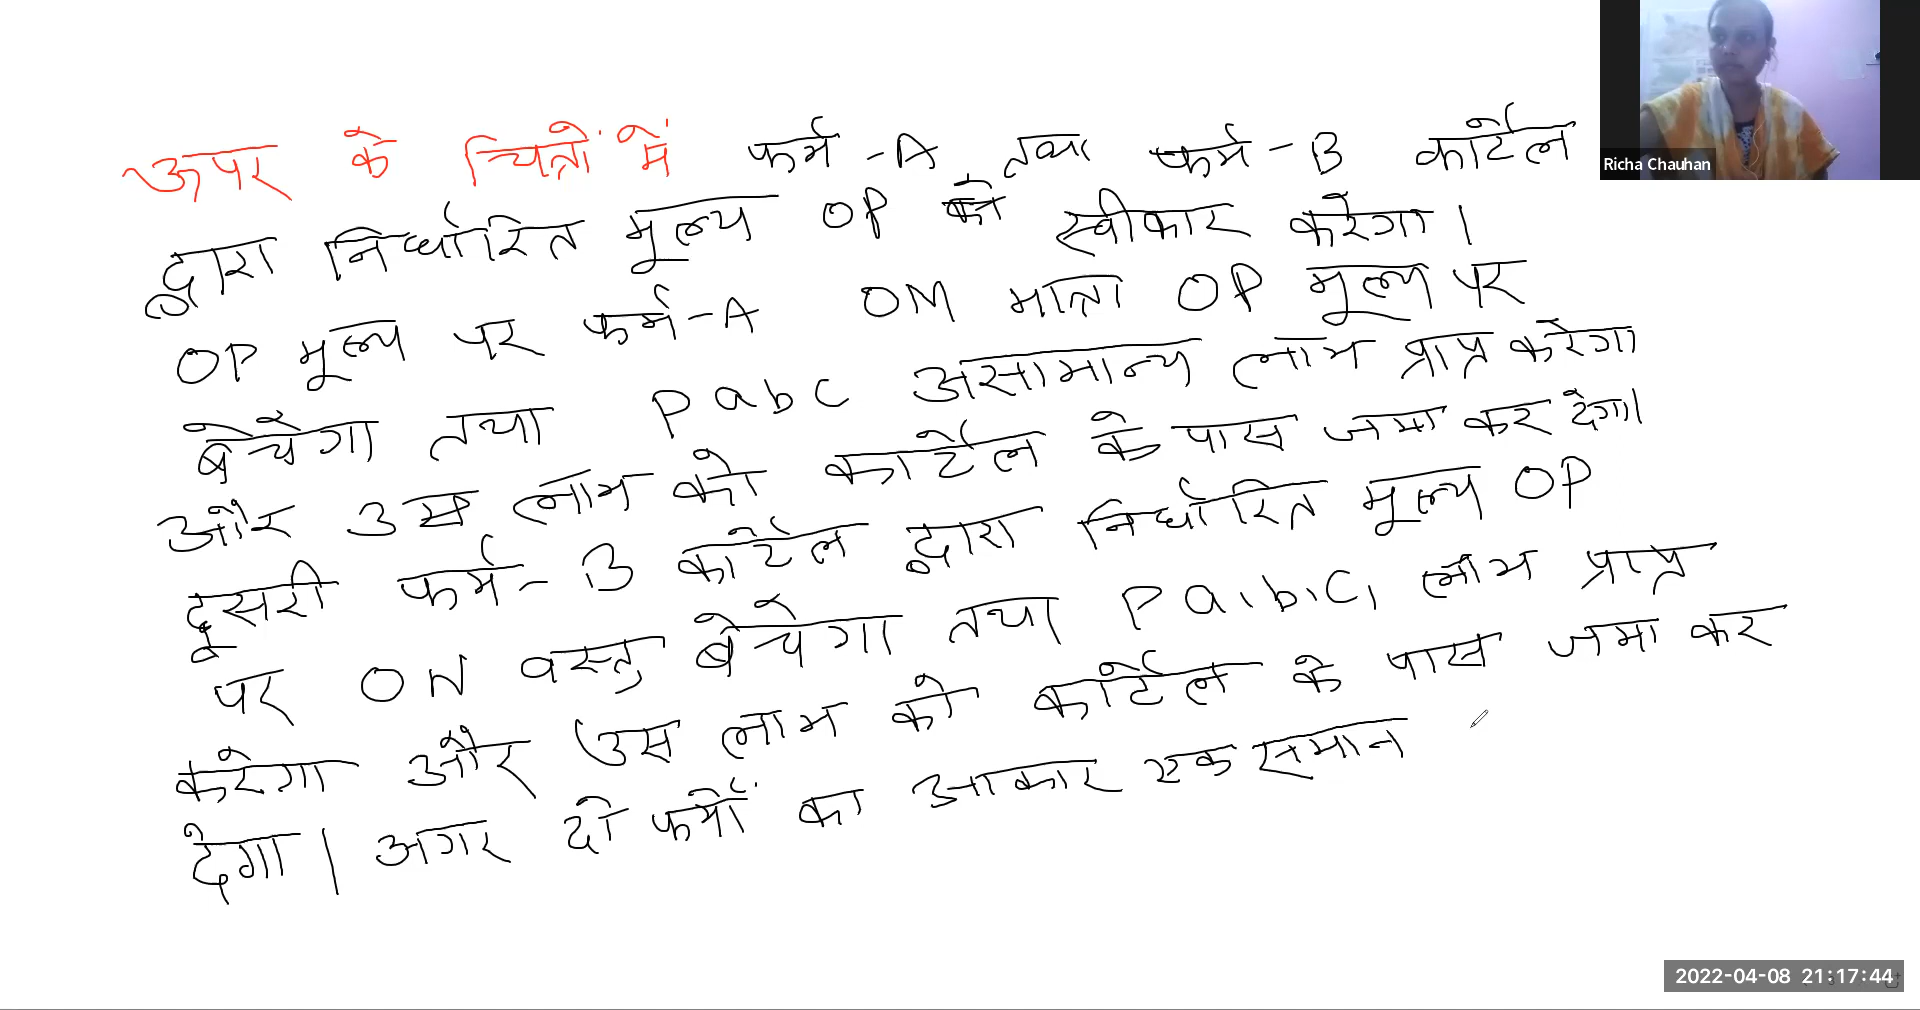 ऊपर के चित्रों में फर्म -A तथा फर्म - B कार्टेल
द्वारा निर्धारित मूल्य OP को स्वीकार करेगा।
OP मूल्य पर फर्म-A OM मात्रा OP मूल्य पर
बेचेगा तथा Pabc असामान्य लाभ प्राप्त करेगा
और उस लाभ को कार्टेल के पास जमा कर देगा।
दूसरी फर्म- B कार्टेल द्वारा निर्धारित मूल्य OP
पर ON वस्तु बेचेगा तथा Pa₁b₁C₁ लाभ प्राप्त
करेगा और उस लाभ को कार्टेल के पास जमा कर
देगा। अगर दो फर्मों का आकार एक समान
Richa Chauhan
2022-04-08 21:17:44